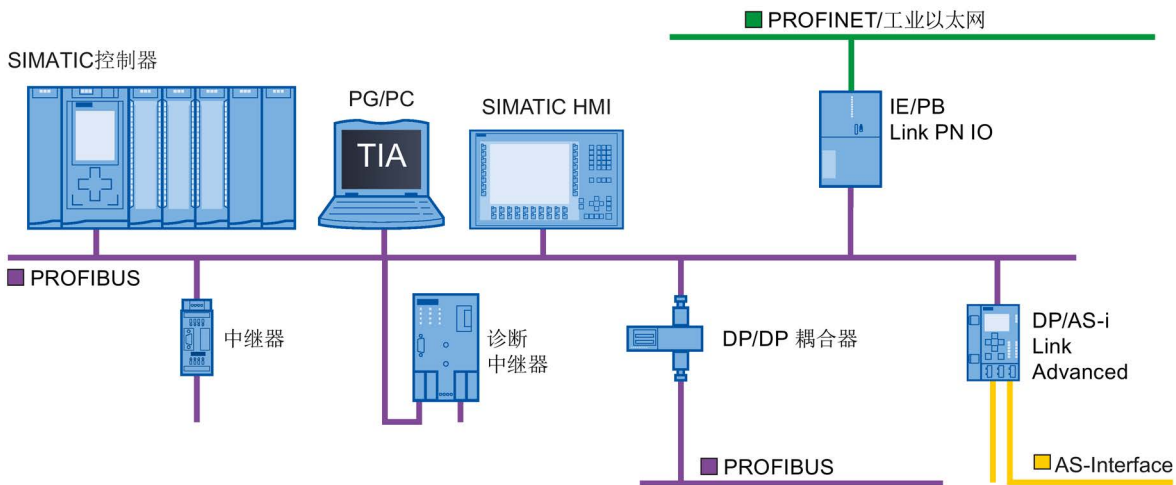 PROFINET/工业以太网
SIMATIC控制器
PG/PC
SIMATIC HMI
IE/PB
Link PN IO
TIA
PROFIBUS
中继器
诊断
中继器
DP/DP 耦合器
DP/AS-i
Link
Advanced
PROFIBUS
AS-Interface